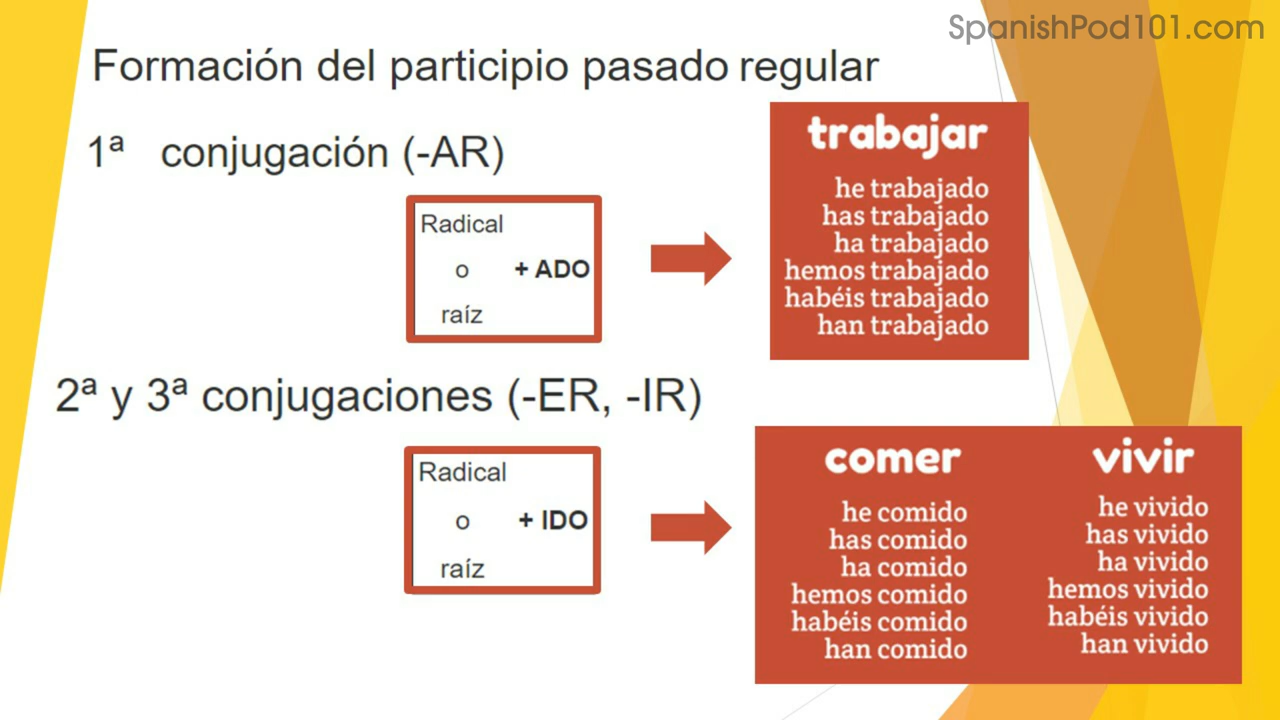 SpanishPod101.com
Formación del participio pasado regular
1ª conjugación (-AR)
Radical
o + ADO
raíz
trabajar
he trabajado
has trabajado
ha trabajado
hemos trabajado
habéis trabajado
han trabajado
2ª y 3ª conjugaciones (-ER, -IR)
Radical
o + IDO
raíz
comer
he comido
has comido
ha comido
hemos comido
habéis comido
han comido
vivir
he vivido
has vivido
ha vivido
hemos vivido
habéis vivido
han vivido